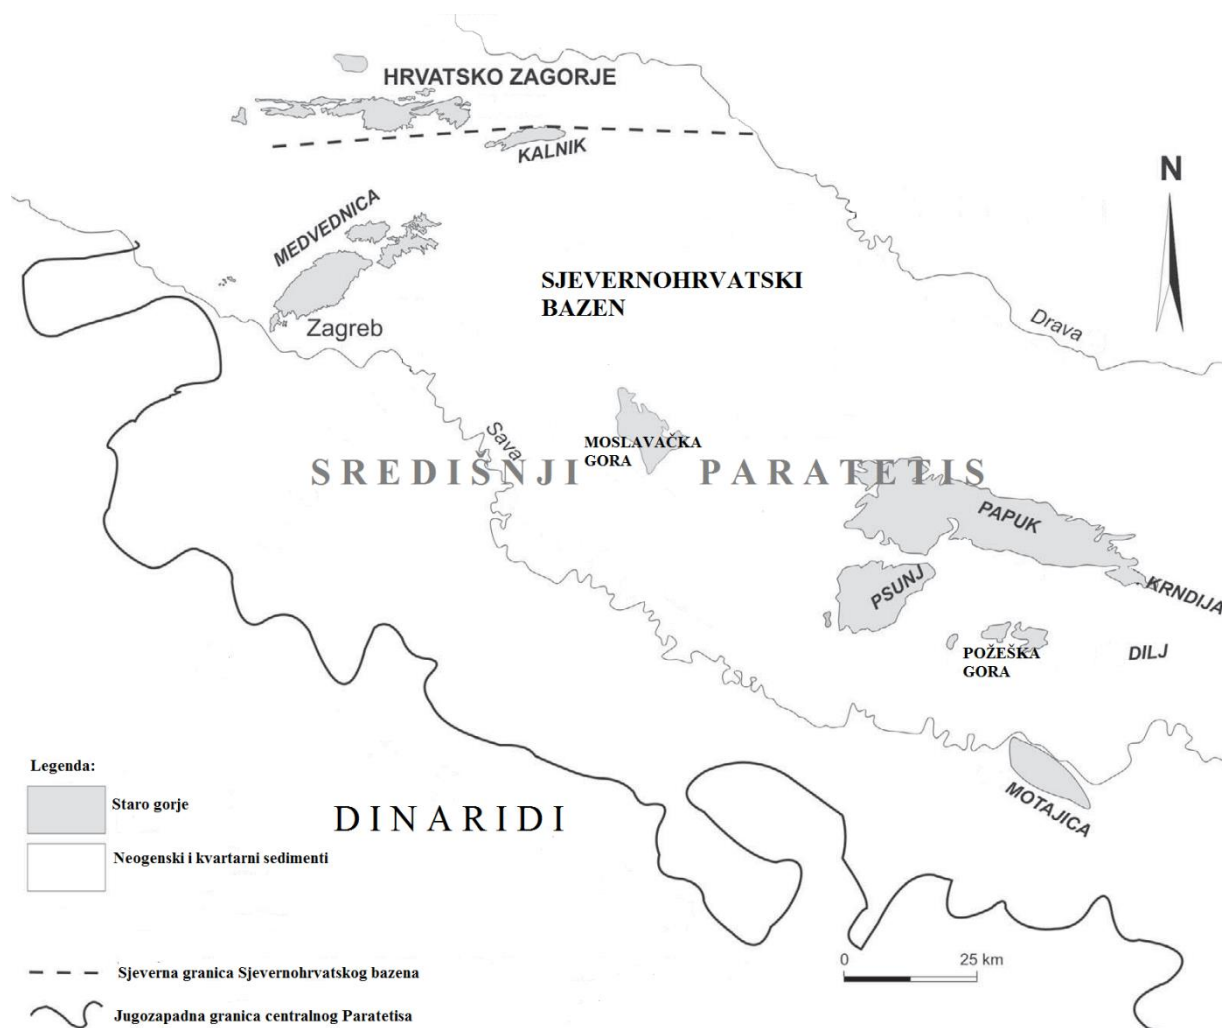 HRVATSKO ZAGORJE
KALNIK
N
MEDVEDNICA
SJEVERNOHRVATSKI
BAZEN
Zagreb
Drava
Sava
MOSLAVAČKA
GORA
SREDISNJI PARATETIS
PAPUK
PSUNJ
KRNDIJA
POŽEŠKA
GORA
DILJ
MOTAJICA
DINARIDI
Legenda:
Staro gorje
Neogenski i kvartarni sedimenti
0 25 km
Sjeverna granica Sjevernohrvatskog bazena
Jugozapadna granica centralnog Paratetisa